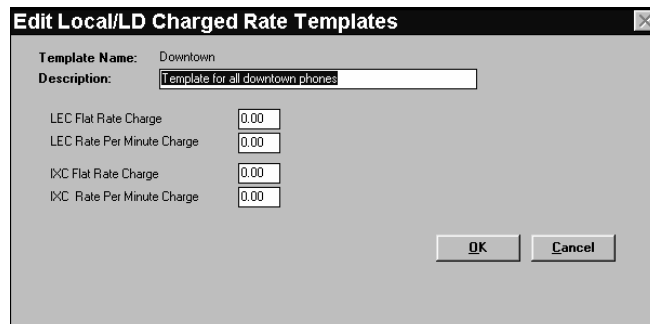 Edit Local/LD Charged Rate Templates
Template Name: Downtown
Description: Template for all downtown phones
LEC Flat Rate Charge 0.00
LEC Rate Per Minute Charge 0.00
IXC Flat Rate Charge 0.00
IXC Rate Per Minute Charge 0.00
OK Cancel